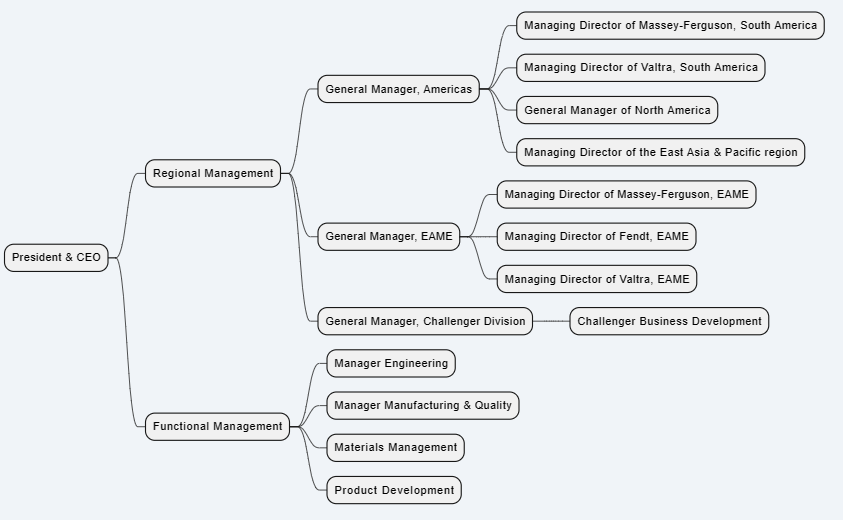 President & CEO
Regional Management
General Manager, Americas
Managing Director of Massey-Ferguson, South America
Managing Director of Valtra, South America
General Manager of North America
Managing Director of the East Asia & Pacific region
General Manager, EAME
Managing Director of Massey-Ferguson, EAME
Managing Director of Fendt, EAME
Managing Director of Valtra, EAME
General Manager, Challenger Division
Challenger Business Development
Functional Management
Manager Engineering
Manager Manufacturing & Quality
Materials Management
Product Development